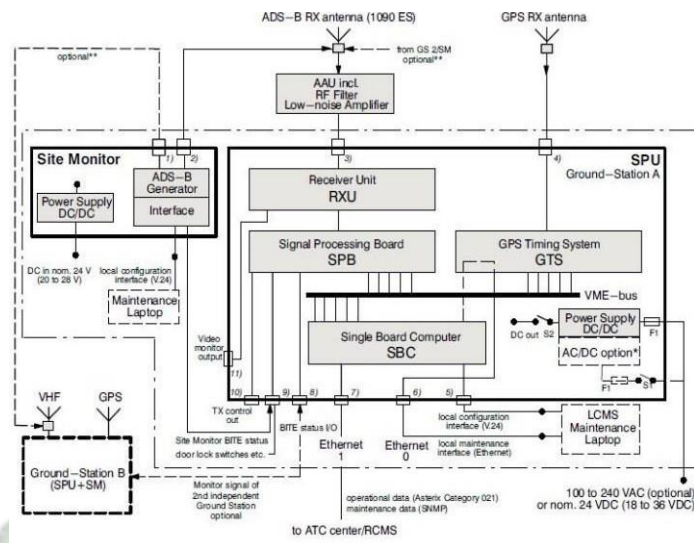 ADS-B RX antenna (1090 ES)
GPS RX antenna
optional**
from GS 2/SM
optional**
AAU incl.
RF Filter
Low-noise Amplifier
Site Monitor
1)
2)
3)
4)
SPU
Ground-Station A
ADS-B
Generator
Interface
Power Supply
DC/DC
Receiver Unit
RXU
Signal Processing Board
SPB
GPS Timing System
GTS
DC in nom. 24 V
(20 to 28 V)
local configuration
interface (V.24)
Maintenance
Laptop
VME-bus
Single Board Computer
SBC
DC out
S2
Power Supply
DC/DC
F1
AC/DC option*
F1
S1
Video
monitor
output
11)
10)
9)
8)
7)
6)
5)
TX control
out
VHF
GPS
Site Monitor BITE status
door lock switches etc.
BITE status I/O
Ethernet
1
Ethernet
0
local configuration
interface (V.24)
local maintenance
interface (Ethernet)
LCMS
Maintenance
Laptop
Ground-Station B
(SPU+SM)
Monitor signal of
2nd independent
Ground Station
optional
operational data (Asterix Category 021)
maintenance data (SNMP)
100 to 240 VAC (optional)
or nom. 24 VDC (18 to 36 VDC)
to ATC center/RCMS